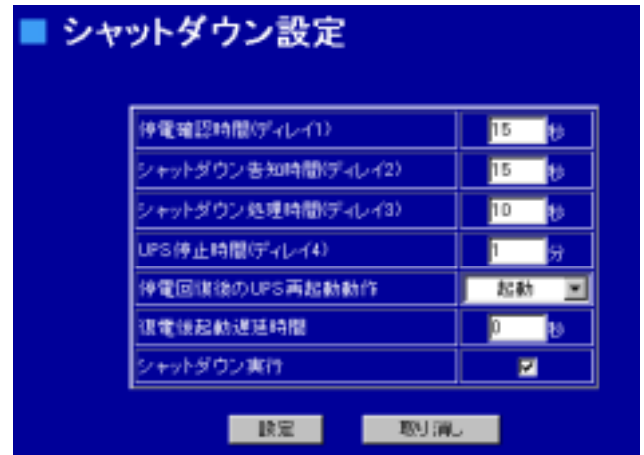 シャットダウン設定
停電確認時間(ディレイ1) 15 秒
シャットダウン告知時間(ディレイ2) 15 秒
シャットダウン処理時間(ディレイ3) 10 秒
UPS停止時間(ディレイ4) 1 分
停電回復後のUPS再起動動作 起動
復電後起動遅延時間 0 秒
シャットダウン実行
設定 取り消し